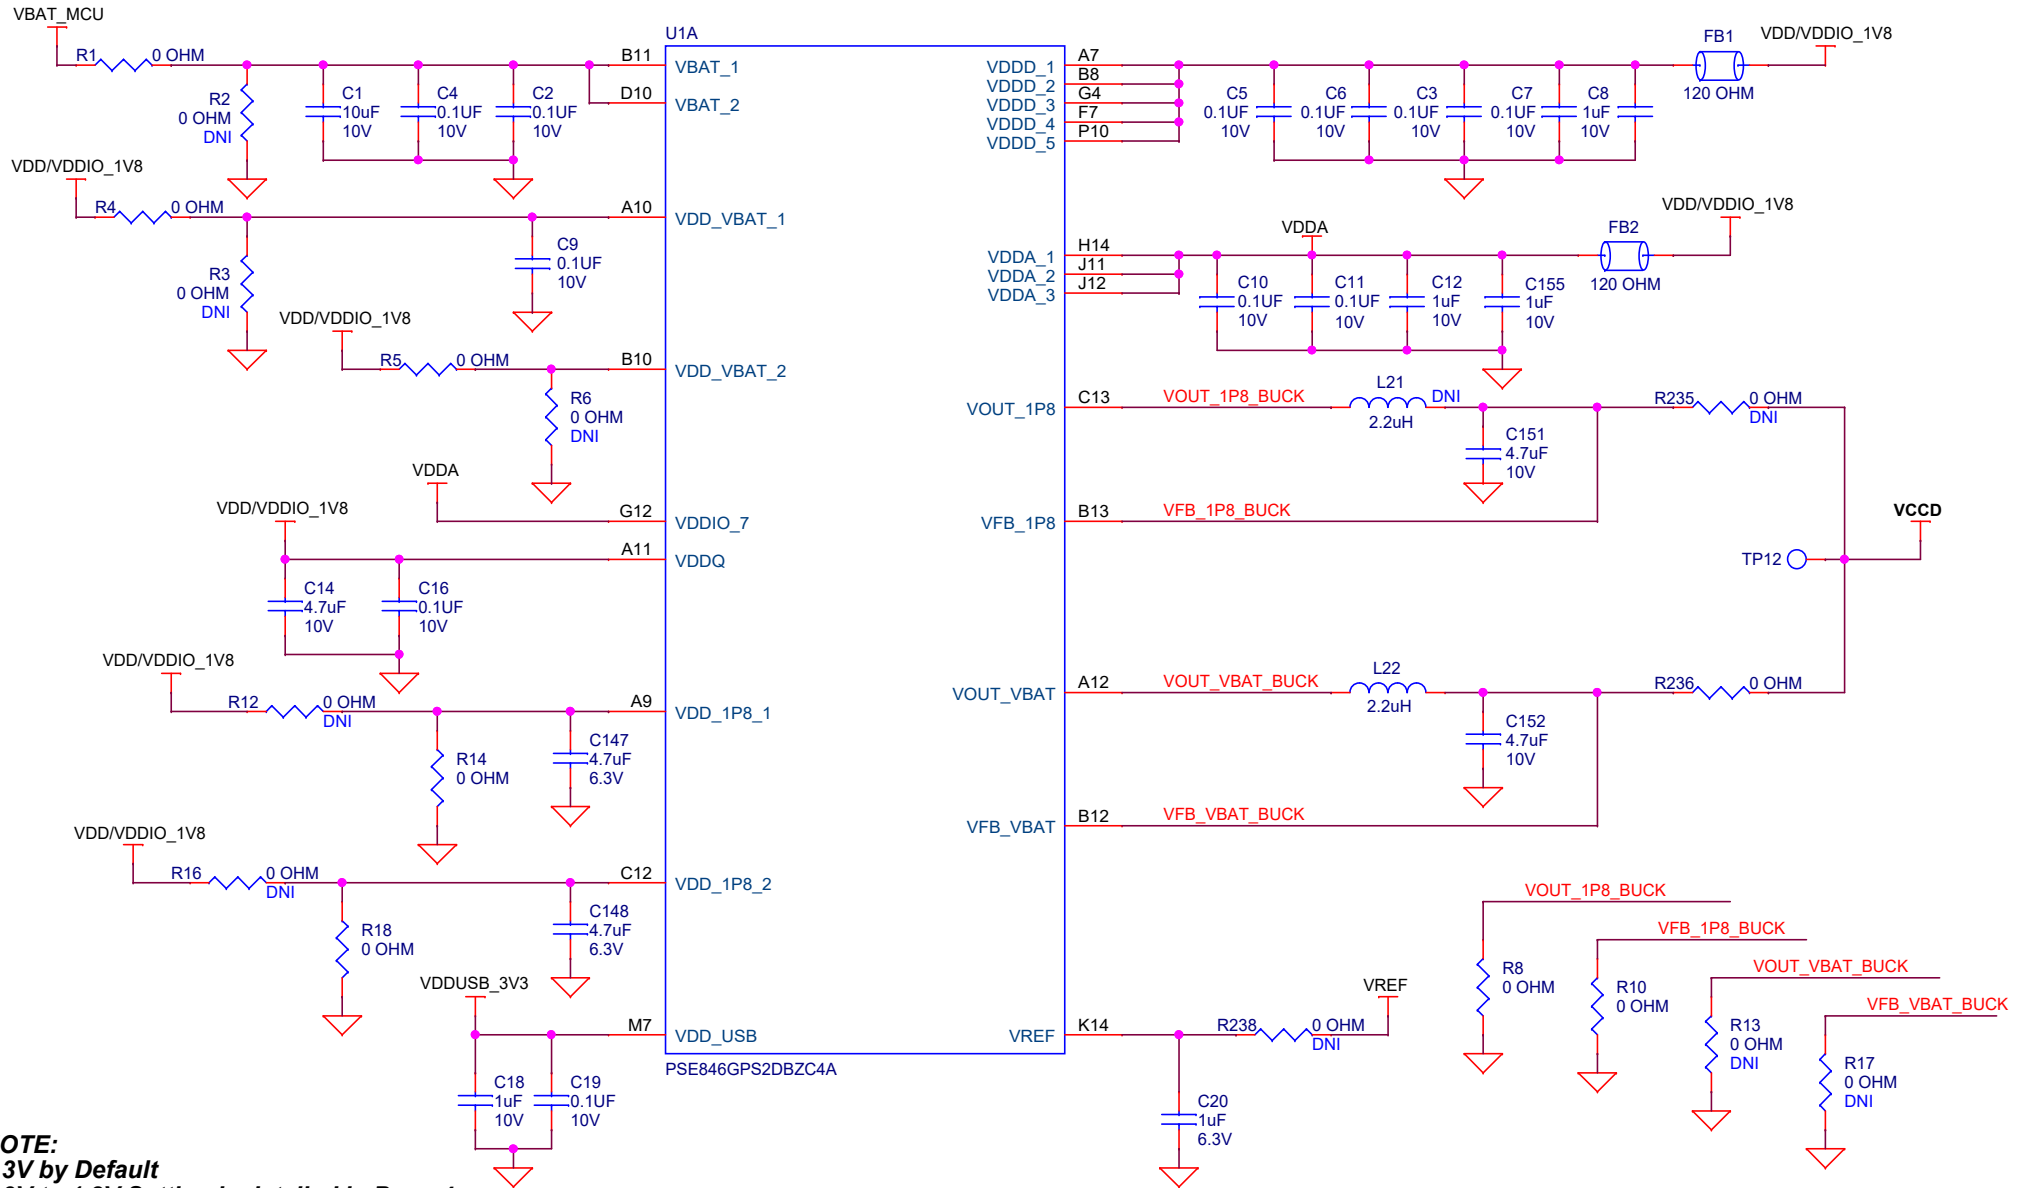 VBAT_MCU
R1
0 OHM
R2
0 OHM
DNI
C1
10uF
10V
C4
0.1UF
10V
C2
0.1UF
10V
B11
D10
VDD/VDDIO_1V8
R4
0 OHM
R3
0 OHM
DNI
C9
0.1UF
10V
A10
VDD/VDDIO_1V8
R5
0 OHM
R6
0 OHM
DNI
B10
VDDA
G12
VDD/VDDIO_1V8
A11
C14
4.7uF
10V
C16
0.1UF
10V
VDD/VDDIO_1V8
R12
0 OHM
DNI
A9
R14
0 OHM
C147
4.7uF
6.3V
VDD/VDDIO_1V8
R16
0 OHM
DNI
C12
R18
0 OHM
C148
4.7uF
6.3V
VDDUSB_3V3
M7
C18
1uF
10V
C19
0.1UF
10V
U1A
VBAT_1
VBAT_2
VDD_VBAT_1
VDD_VBAT_2
VDDIO_7
VDDQ
VDD_1P8_1
VDD_1P8_2
VDD_USB
VDDD_1
VDDD_2
VDDD_3
VDDD_4
VDDD_5
VDDA_1
VDDA_2
VDDA_3
VOUT_1P8
VFB_1P8
VOUT_VBAT
VFB_VBAT
VREF
PSE846GPS2DBZC4A
A7
B8
G4
F7
P10
C5
0.1UF
10V
C6
0.1UF
10V
C3
0.1UF
10V
C7
0.1UF
10V
C8
1uF
10V
FB1
120 OHM
VDD/VDDIO_1V8
H14
J11
J12
VDDA
C10
0.1UF
10V
C11
0.1UF
10V
C12
1uF
10V
C155
1uF
10V
FB2
120 OHM
VDD/VDDIO_1V8
C13
VOUT_1P8_BUCK
L21
DNI
2.2uH
C151
4.7uF
10V
R235
0 OHM
DNI
B13
VFB_1P8_BUCK
TP12
VCCD
A12
VOUT_VBAT_BUCK
L22
2.2uH
C152
4.7uF
10V
R236
0 OHM
B12
VFB_VBAT_BUCK
VOUT_1P8_BUCK
R8
0 OHM
VFB_1P8_BUCK
R10
0 OHM
VOUT_VBAT_BUCK
R13
0 OHM
DNI
VFB_VBAT_BUCK
R17
0 OHM
DNI
K14
R238
0 OHM
DNI
VREF
C20
1uF
6.3V
OTE:
3V by Default